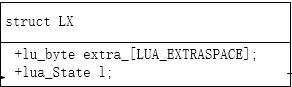 struct LX
+lu_byte extra_[LUA_EXTRASPACE];
+lua_State l;